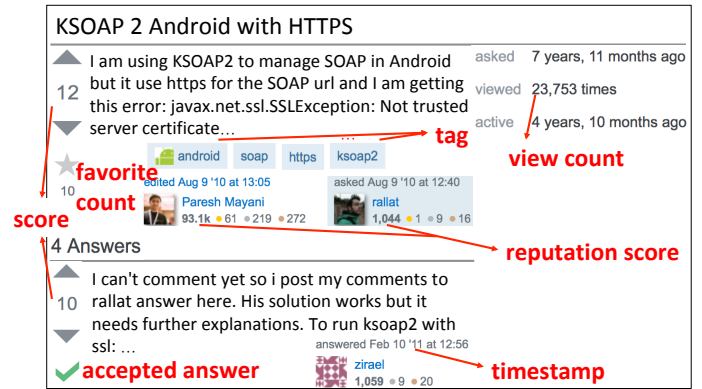 KSOAP 2 Android with HTTPS
I am using KSOAP2 to manage SOAP in Android
but it use https for the SOAP url and I am getting
this error: javax.net.ssl.SSLException: Not trusted
server certificate…
12
asked 7 years, 11 months ago
viewed 23,753 times
active 4 years, 10 months ago
...
tag
view count
android soap https ksoap2
favorite
count
10
edited Aug 9 '10 at 13:05
Paresh Mayani
93.1k 61 219 272
asked Aug 9 '10 at 12:40
rallat
1,044 1 9 16
score
reputation score
4 Answers
10
I can't comment yet so i post my comments to
rallat answer here. His solution works but it
needs further explanations. To run ksoap2 with
ssl: …
answered Feb 10 '11 at 12:56
zirael
1,059 9 20
accepted answer
timestamp